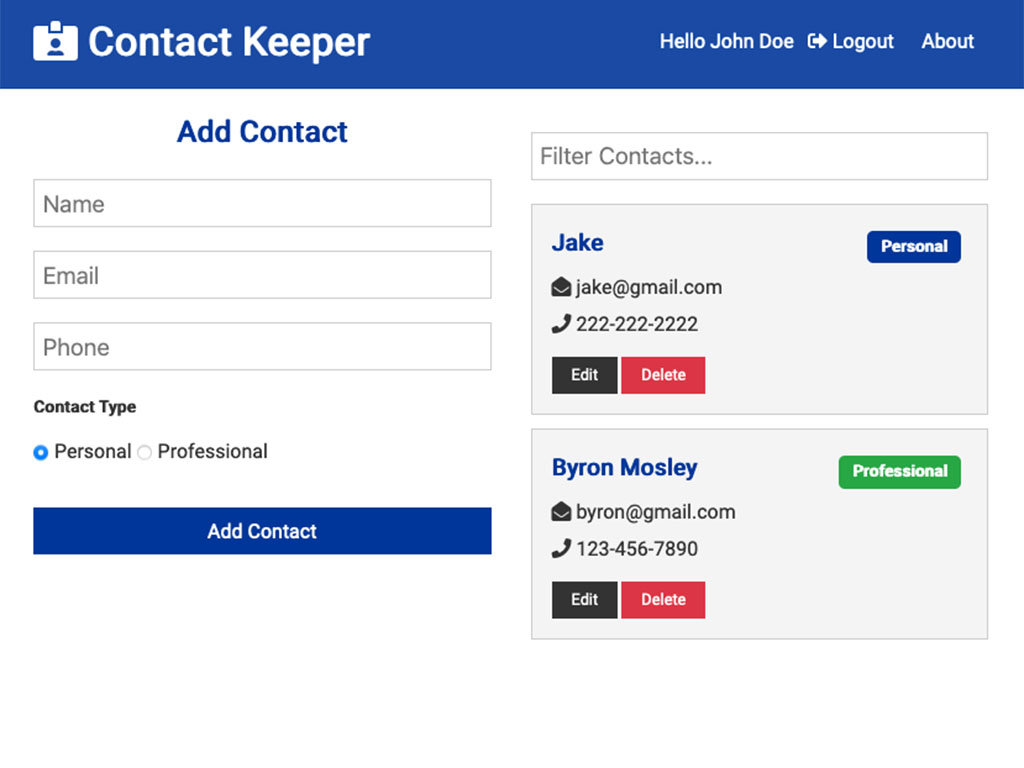 Contact Keeper
Hello John Doe Logout About
Add Contact
Name
Email
Phone
Contact Type
Personal Professional
Add Contact
Filter Contacts...
Jake
Personal
jake@gmail.com
222-222-2222
Edit Delete
Byron Mosley
Professional
byron@gmail.com
123-456-7890
Edit Delete